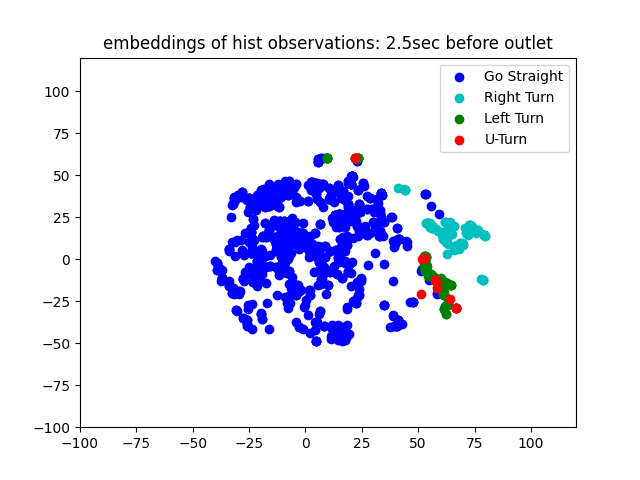 embeddings of hist observations: 2.5sec before outlet
Go Straight
Right Turn
Left Turn
U-Turn
100
75
50
25
0
−25
−50
−75
−100
−100 −75 −50 −25 0 25 50 75 100